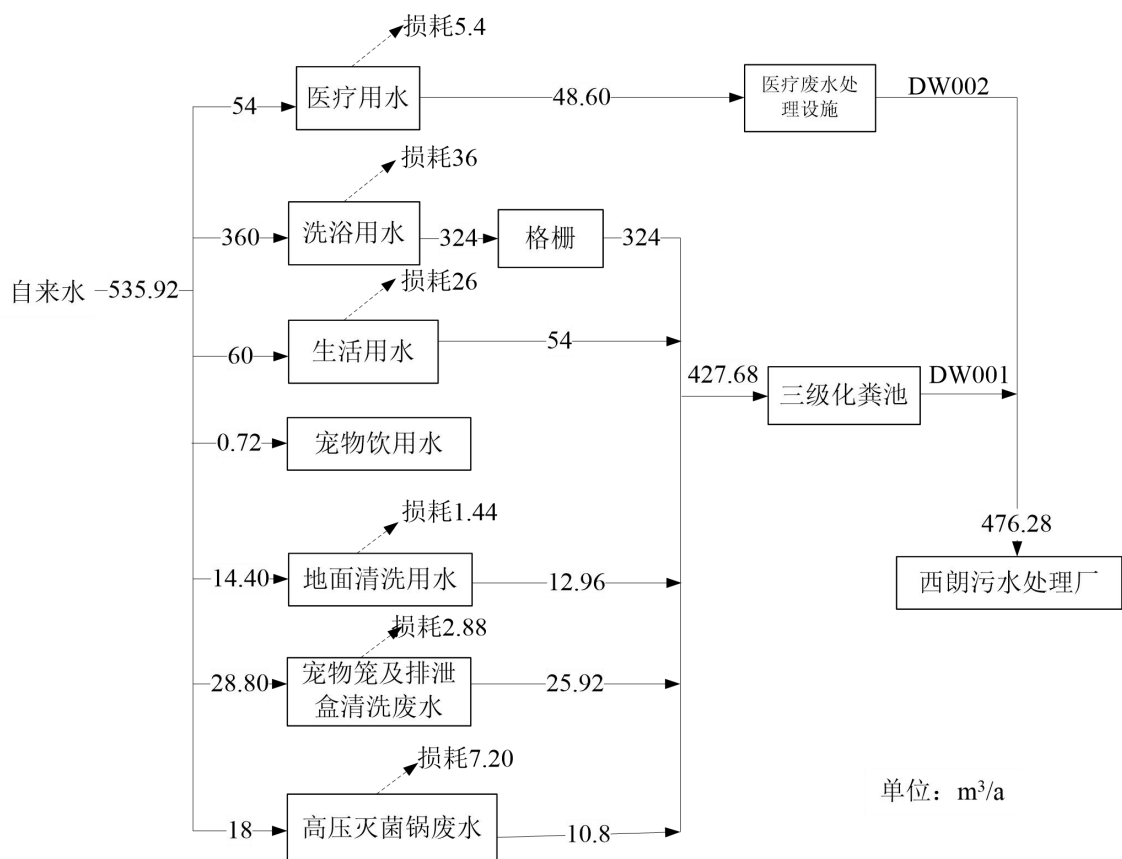 损耗5.4
54
医疗用水
48.60
医疗废水处
理设施
DW002
损耗36
360
洗浴用水
324
格栅
324
自来水
535.92
损耗26
60
生活用水
54
427.68
三级化粪池
DW001
0.72
宠物饮用水
损耗1.44
14.40
地面清洗用水
12.96
476.28
西朗污水处理厂
损耗2.88
28.80
宠物笼及排泄
盒清洗废水
25.92
损耗7.20
18
高压灭菌锅废水
10.8
单位：m³/a